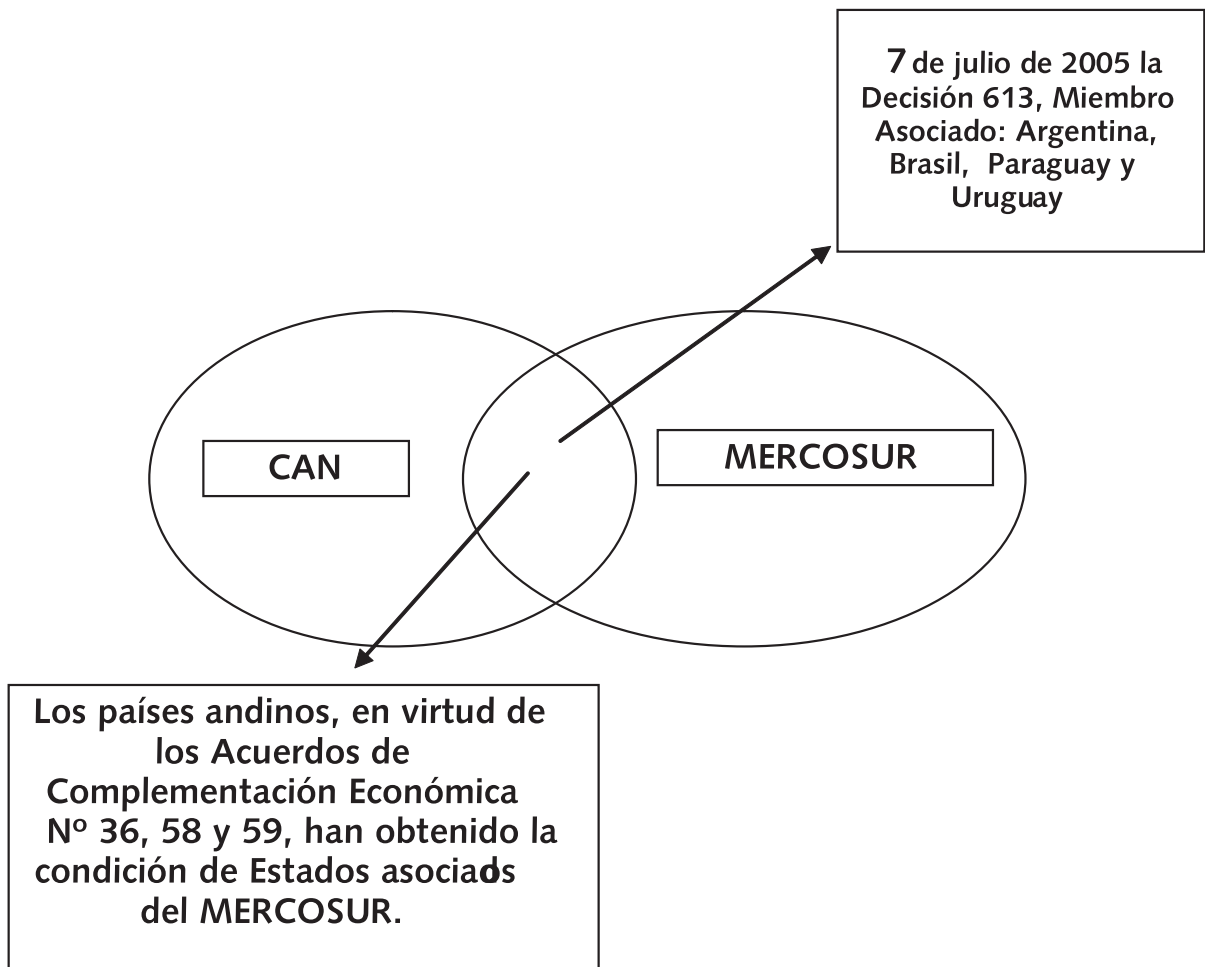 7 de julio de 2005 la
Decisión 613, Miembro
Asociado: Argentina,
Brasil, Paraguay y
Uruguay
CAN
MERCOSUR
Los países andinos, en virtud de
los Acuerdos de
Complementación Económica
Nº 36, 58 y 59, han obtenido la
condición de Estados asociados
del MERCOSUR.